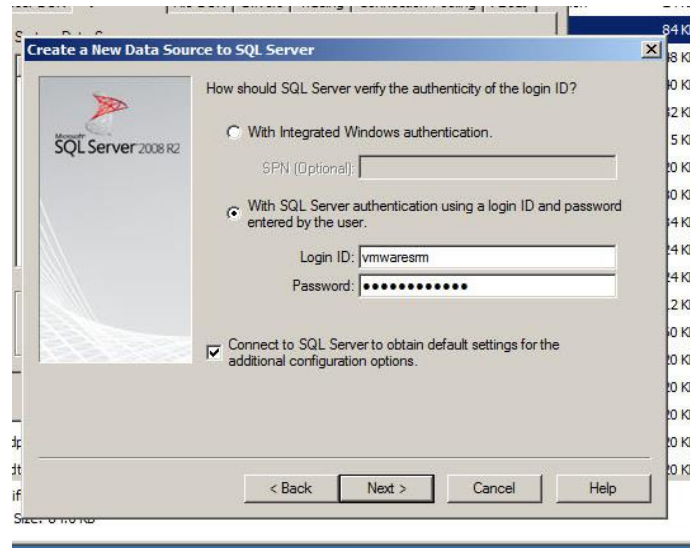 Create a New Data Source to SQL Server
How should SQL Server verify the authenticity of the login ID?
Microsoft
SQL Server 2008 R2
With Integrated Windows authentication.
SPN (Optional):
With SQL Server authentication using a login ID and password
entered by the user.
Login ID: vmwaresrm
Password: ●●●●●●●●●●●●
Connect to SQL Server to obtain default settings for the
additional configuration options.
< Back
Next >
Cancel
Help